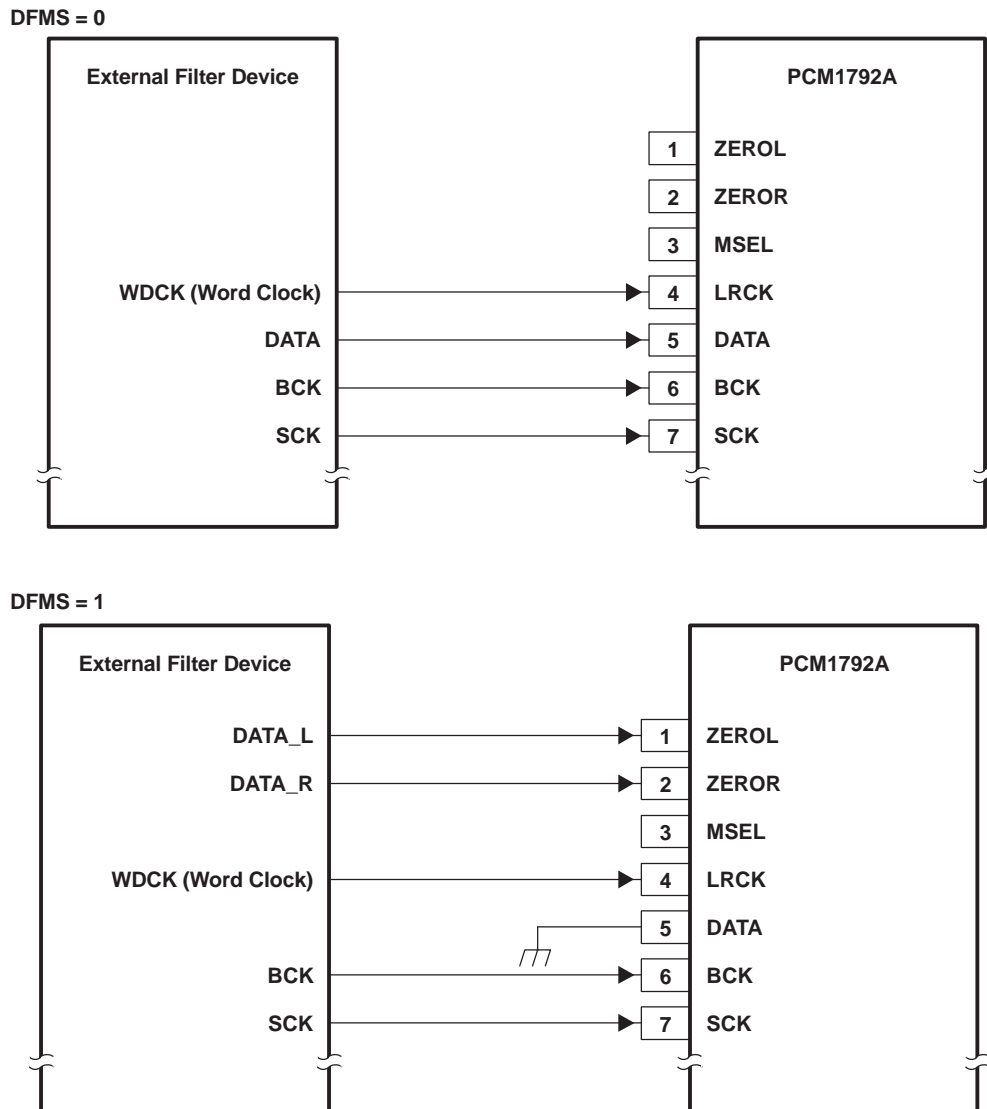 DFMS = 0
External Filter Device
PCM1792A
1 ZEROL
2 ZEROR
3 MSEL
WDCK (Word Clock) 4 LRCK
DATA 5 DATA
BCK 6 BCK
SCK 7 SCK
DFMS = 1
External Filter Device
PCM1792A
DATA_L 1 ZEROL
DATA_R 2 ZEROR
3 MSEL
WDCK (Word Clock) 4 LRCK
5 DATA
BCK 6 BCK
SCK 7 SCK